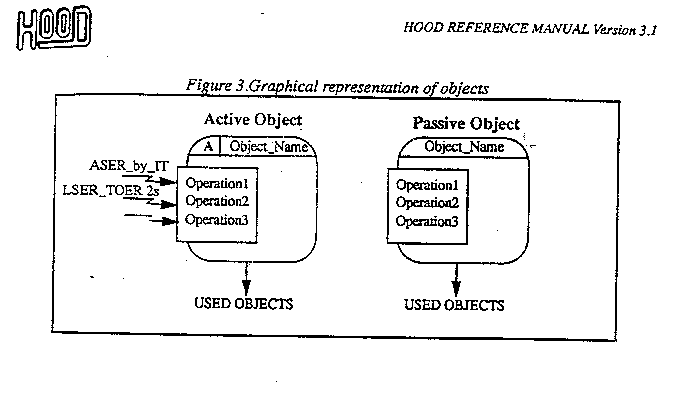 HOOD
HOOD REFERENCE MANUAL Version 3.1
Figure 3.Graphical representation of objects
Active Object
Passive Object
A Object_Name
Object_Name
ASER_by_IT
LSER_TOER 2s
Operation1
Operation2
Operation3
Operation1
Operation2
Operation3
USED OBJECTS
USED OBJECTS